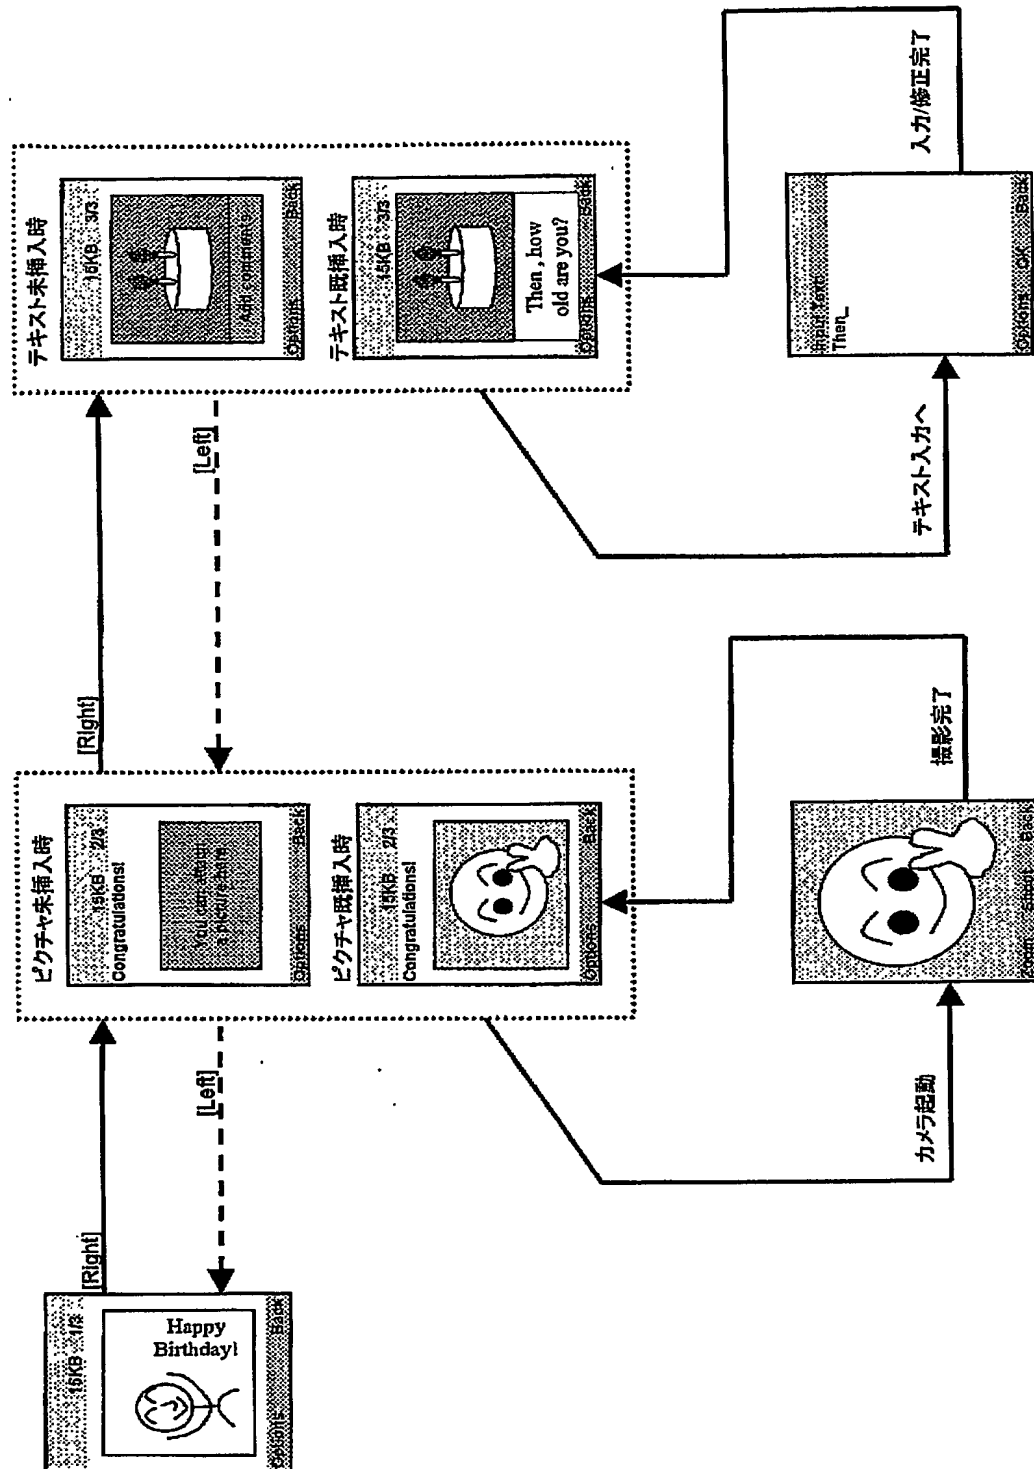 15KB 1/3
Happy
Birthday!
Options Back
[Right]
[Left]
ピクチャ未挿入時
15KB 2/3
Congratulations!
You can attach
a picture here
Options Back
ピクチャ既挿入時
15KB 2/3
Congratulations!
Options Back
カメラ起動
撮影完了
Shoot Back
[Right]
[Left]
テキスト未挿入時
15KB 3/3
Add comments
Options Back
テキスト既挿入時
15KB 3/3
Then , how
old are you?
Options Back
テキスト入力へ
入力/修正完了
Input Text
Then_
Options OK Back